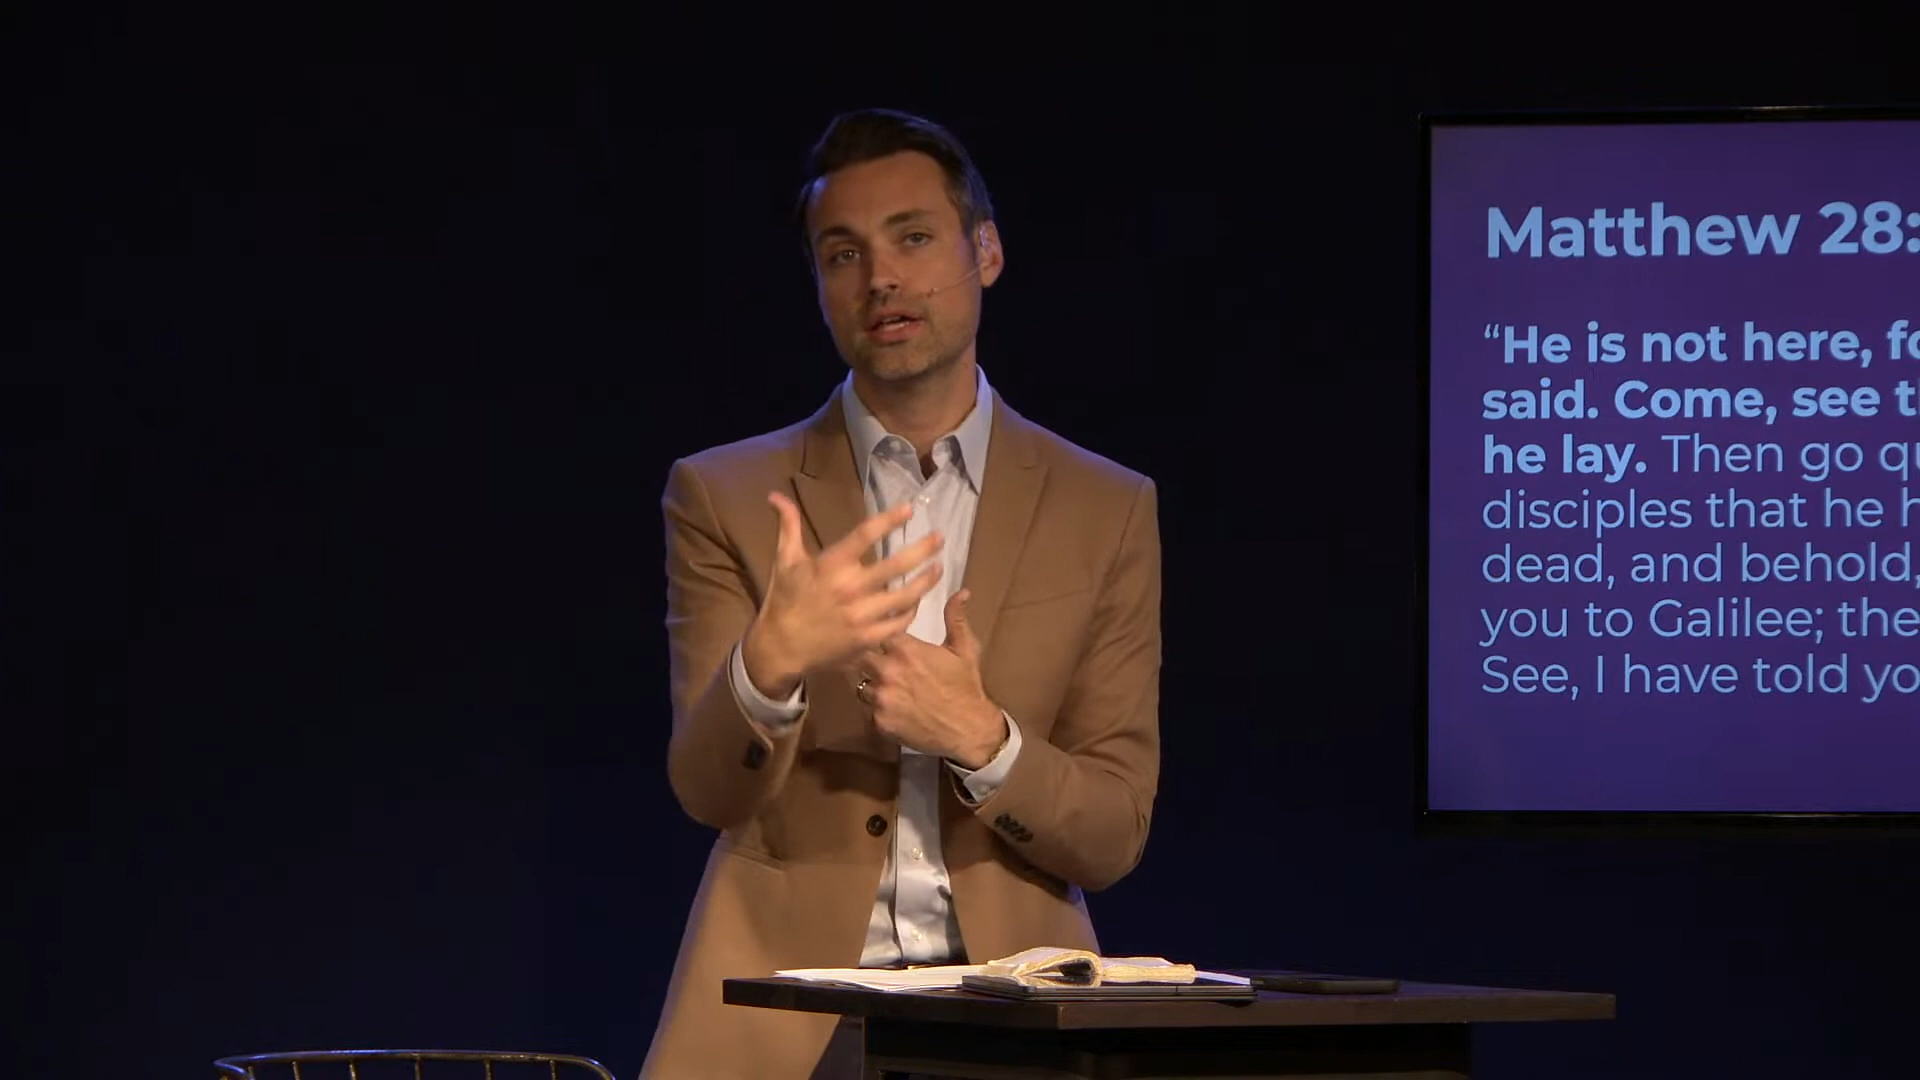 Matthew 28:
“He is not here, fo
said. Come, see t
he lay. Then go qu
disciples that he h
dead, and behold,
you to Galilee; the
See, I have told yo